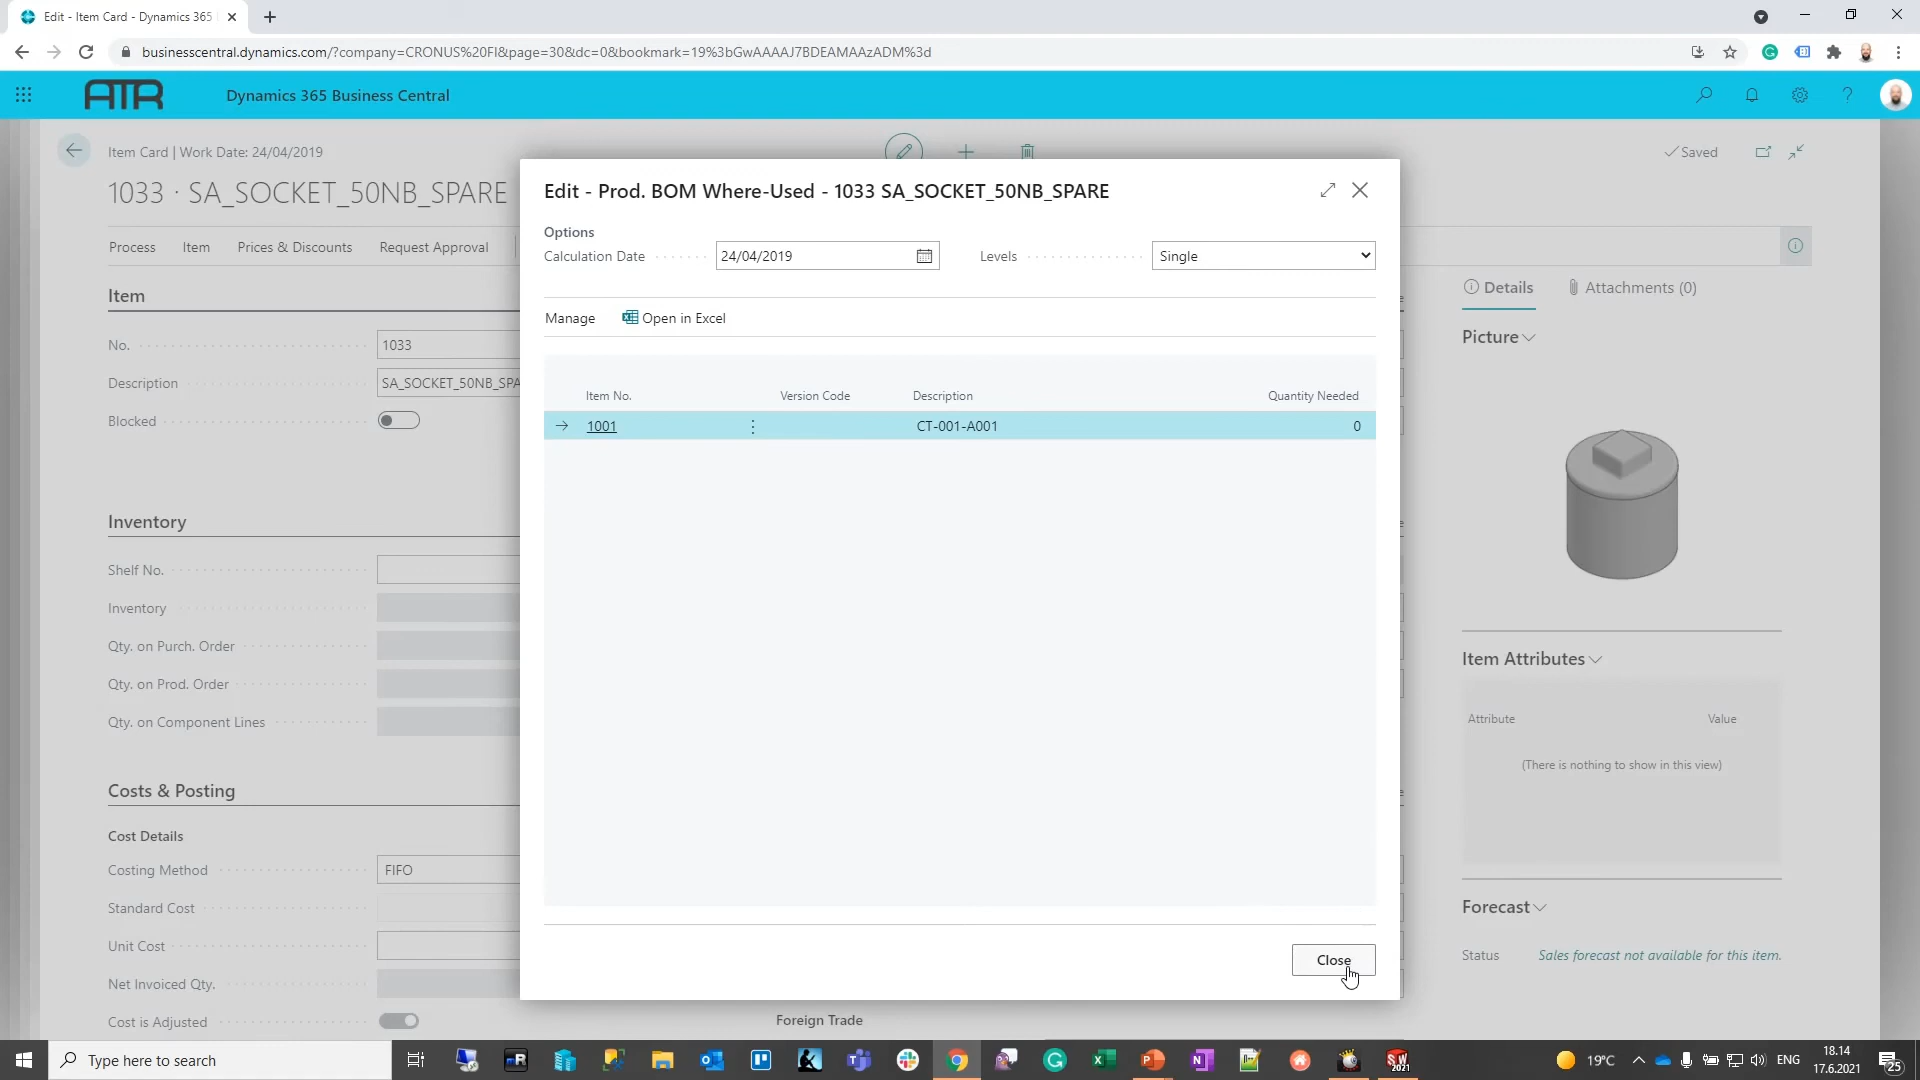 Edit - Item Card - Dynamics 365
businesscentral.dynamics.com/?company=CRONUS%20FI&page=30&dc=0&bookmark=19%3bGwAAAAJ7BDEAMAAzADM%3d
ATR
Dynamics 365 Business Central
?
Item Card | Work Date: 24/04/2019
Saved
1033 · SA_SOCKET_50NB_SPARE
Process Item Prices & Discounts Request Approval
Item
No. 1033
Description SA_SOCKET_50NB_SPA
Blocked
Inventory
Shelf No.
Inventory
Qty. on Purch. Order
Qty. on Prod. Order
Qty. on Component Lines
Costs & Posting
Cost Details
Costing Method FIFO
Standard Cost
Unit Cost
Net Invoiced Qty.
Cost is Adjusted
Foreign Trade
Edit - Prod. BOM Where-Used - 1033 SA_SOCKET_50NB_SPARE
Options
Calculation Date 24/04/2019 Levels Single
Manage Open in Excel
Item No. Version Code Description Quantity Needed
1001 CT-001-A001 0
Close
Details Attachments (0)
Picture
Item Attributes
Attribute Value
(There is nothing to show in this view)
Forecast
Status Sales forecast not available for this item.
Type here to search
19°C ENG
18.14
17.6.2021
25